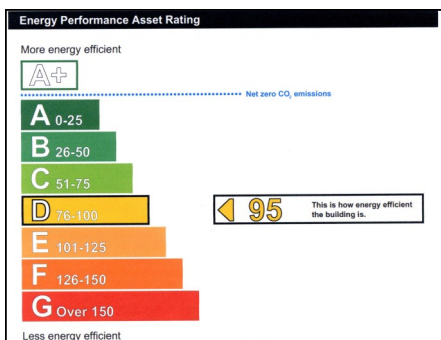 Energy Performance Asset Rating
More energy efficient
A+
Net zero CO₂ emissions
A 0-25
B 26-50
C 51-75
D 76-100
95
This is how energy efficient
the building is.
E 101-125
F 126-150
G Over 150
Less energy efficient